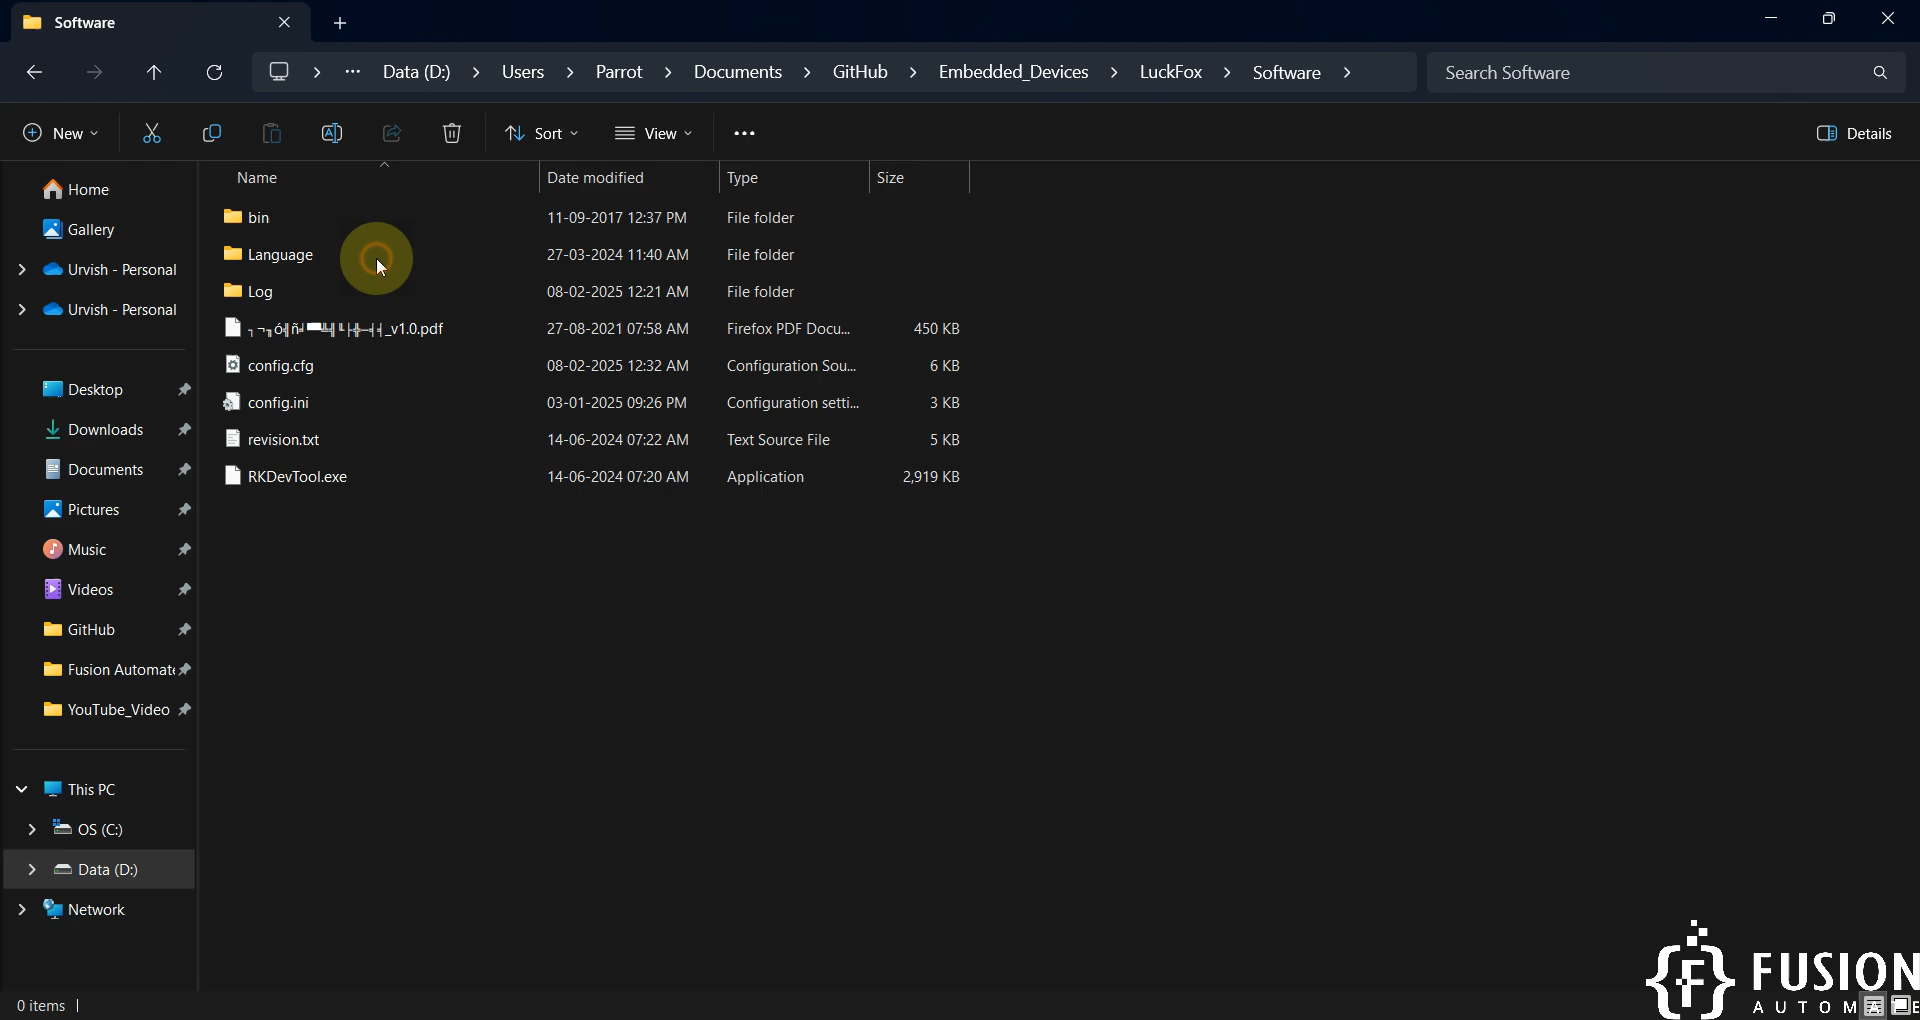 Software
Data (D:) > Users > Parrot > Documents > GitHub > Embedded_Devices > LuckFox > Software >
Search Software
New
Sort
View
Details
Name Date modified Type Size
bin 11-09-2017 12:37 PM File folder
Language 27-03-2024 11:40 AM File folder
Log 08-02-2025 12:21 AM File folder
_v1.0.pdf 27-08-2021 07:58 AM Firefox PDF Docu... 450 KB
config.cfg 08-02-2025 12:32 AM Configuration Sou... 6 KB
config.ini 03-01-2025 09:26 PM Configuration setti... 3 KB
revision.txt 14-06-2024 07:22 AM Text Source File 5 KB
RKDevTool.exe 14-06-2024 07:20 AM Application 2,919 KB
Home
Gallery
Urvish - Personal
Urvish - Personal
Desktop
Downloads
Documents
Pictures
Music
Videos
GitHub
Fusion Automate
YouTube_Video
This PC
OS (C:)
Data (D:)
Network
0 items
FUSION